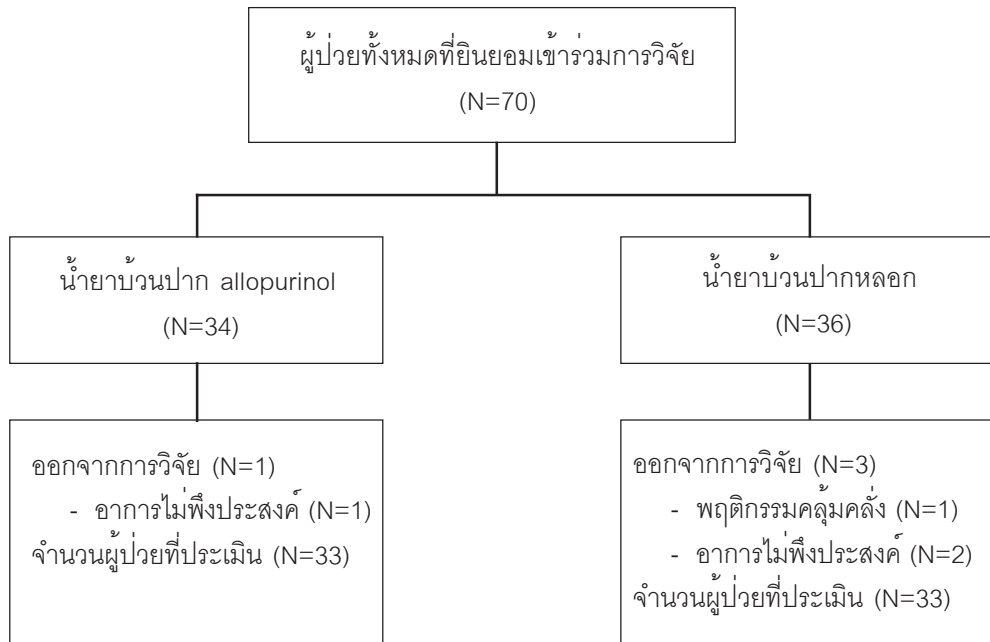 ผู้ป่วยทั้งหมดที่ยินยอมเข้าร่วมการวิจัย
(N=70)
น้ำยาบ้วนปาก allopurinol
(N=34)
น้ำยาบ้วนปากหลอก
(N=36)
ออกจากการวิจัย (N=1)
- อาการไม่พึงประสงค์ (N=1)
จำนวนผู้ป่วยที่ประเมิน (N=33)
ออกจากการวิจัย (N=3)
- พฤติกรรมคลุ้มคลั่ง (N=1)
- อาการไม่พึงประสงค์ (N=2)
จำนวนผู้ป่วยที่ประเมิน (N=33)